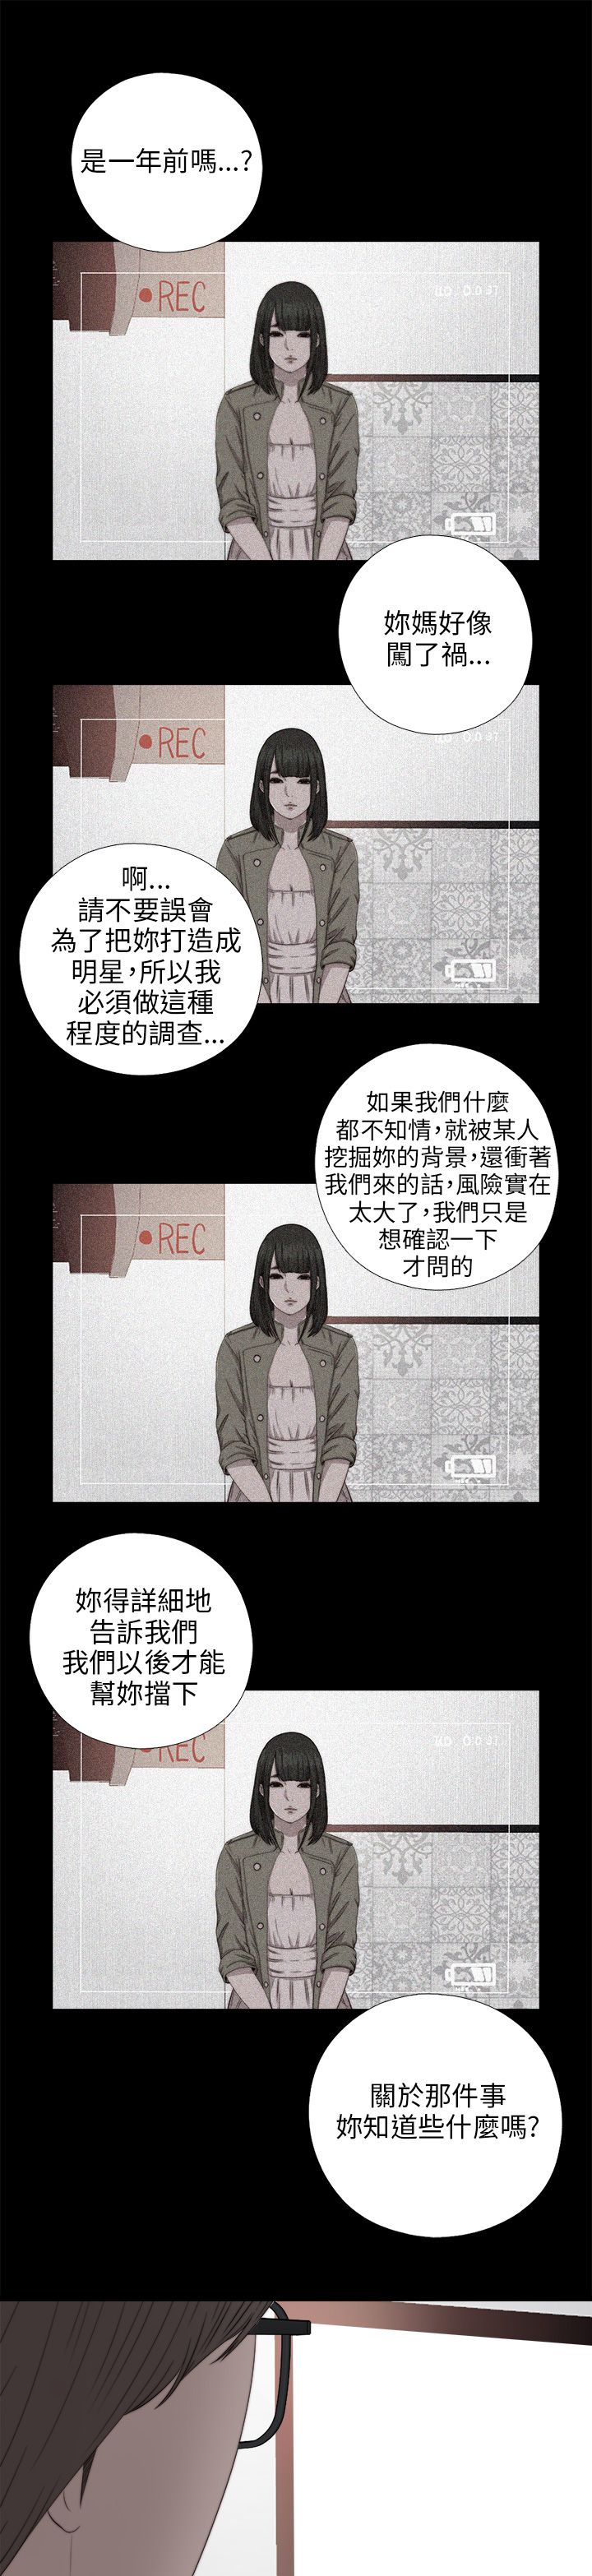 是一年前嗎...?
REC
妳媽好像
闖了禍...
REC
啊...
請不要誤會
為了把妳打造成
明星，所以我
必須做這種
程度的調查...
如果我們什麼
都不知情，就被某人
挖掘妳的背景，還衝著
我們來的話，風險實在
太大了，我們只是
想確認一下
才問的
REC
妳得詳細地
告訴我們
我們以後才能
幫妳擋下
REC
關於那件事
妳知道些什麼嗎?